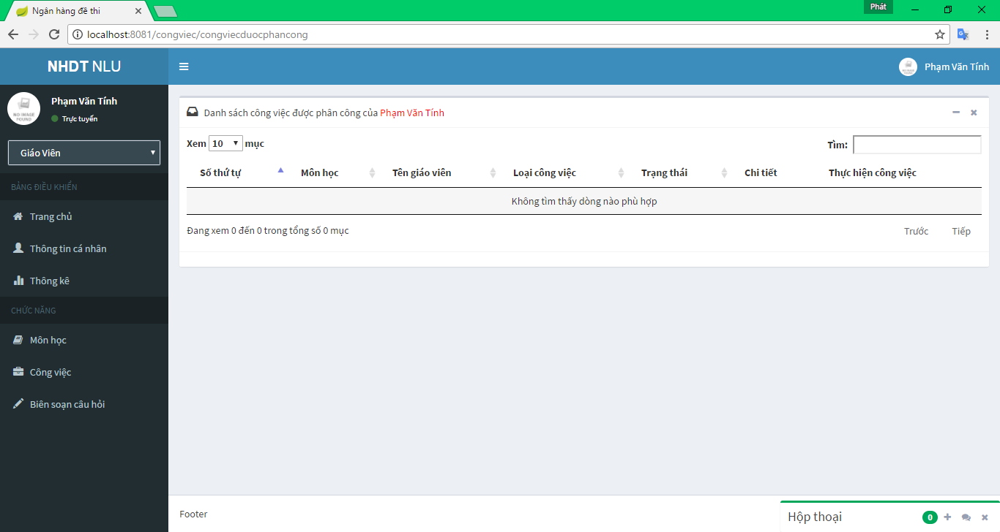 Ngân hàng đề thi
Phát
localhost:8081/congviec/congviecduocphancong
NHDT NLU
Phạm Văn Tính
NO IMAGE FOUND
Phạm Văn Tính
Trực tuyến
Giáo Viên
BẢNG ĐIỀU KHIỂN
Trang chủ
Thông tin cá nhân
Thông kê
CHỨC NĂNG
Môn học
Công việc
Biên soạn câu hỏi
Danh sách công việc được phân công của Phạm Văn Tính
Xem 10 mục
Tìm:
Số thứ tự Môn học Tên giáo viên Loại công việc Trạng thái Chi tiết Thực hiện công việc
Không tìm thấy dòng nào phù hợp
Đang xem 0 đến 0 trong tổng số 0 mục
Trước Tiếp
Footer
Hộp thoại 0